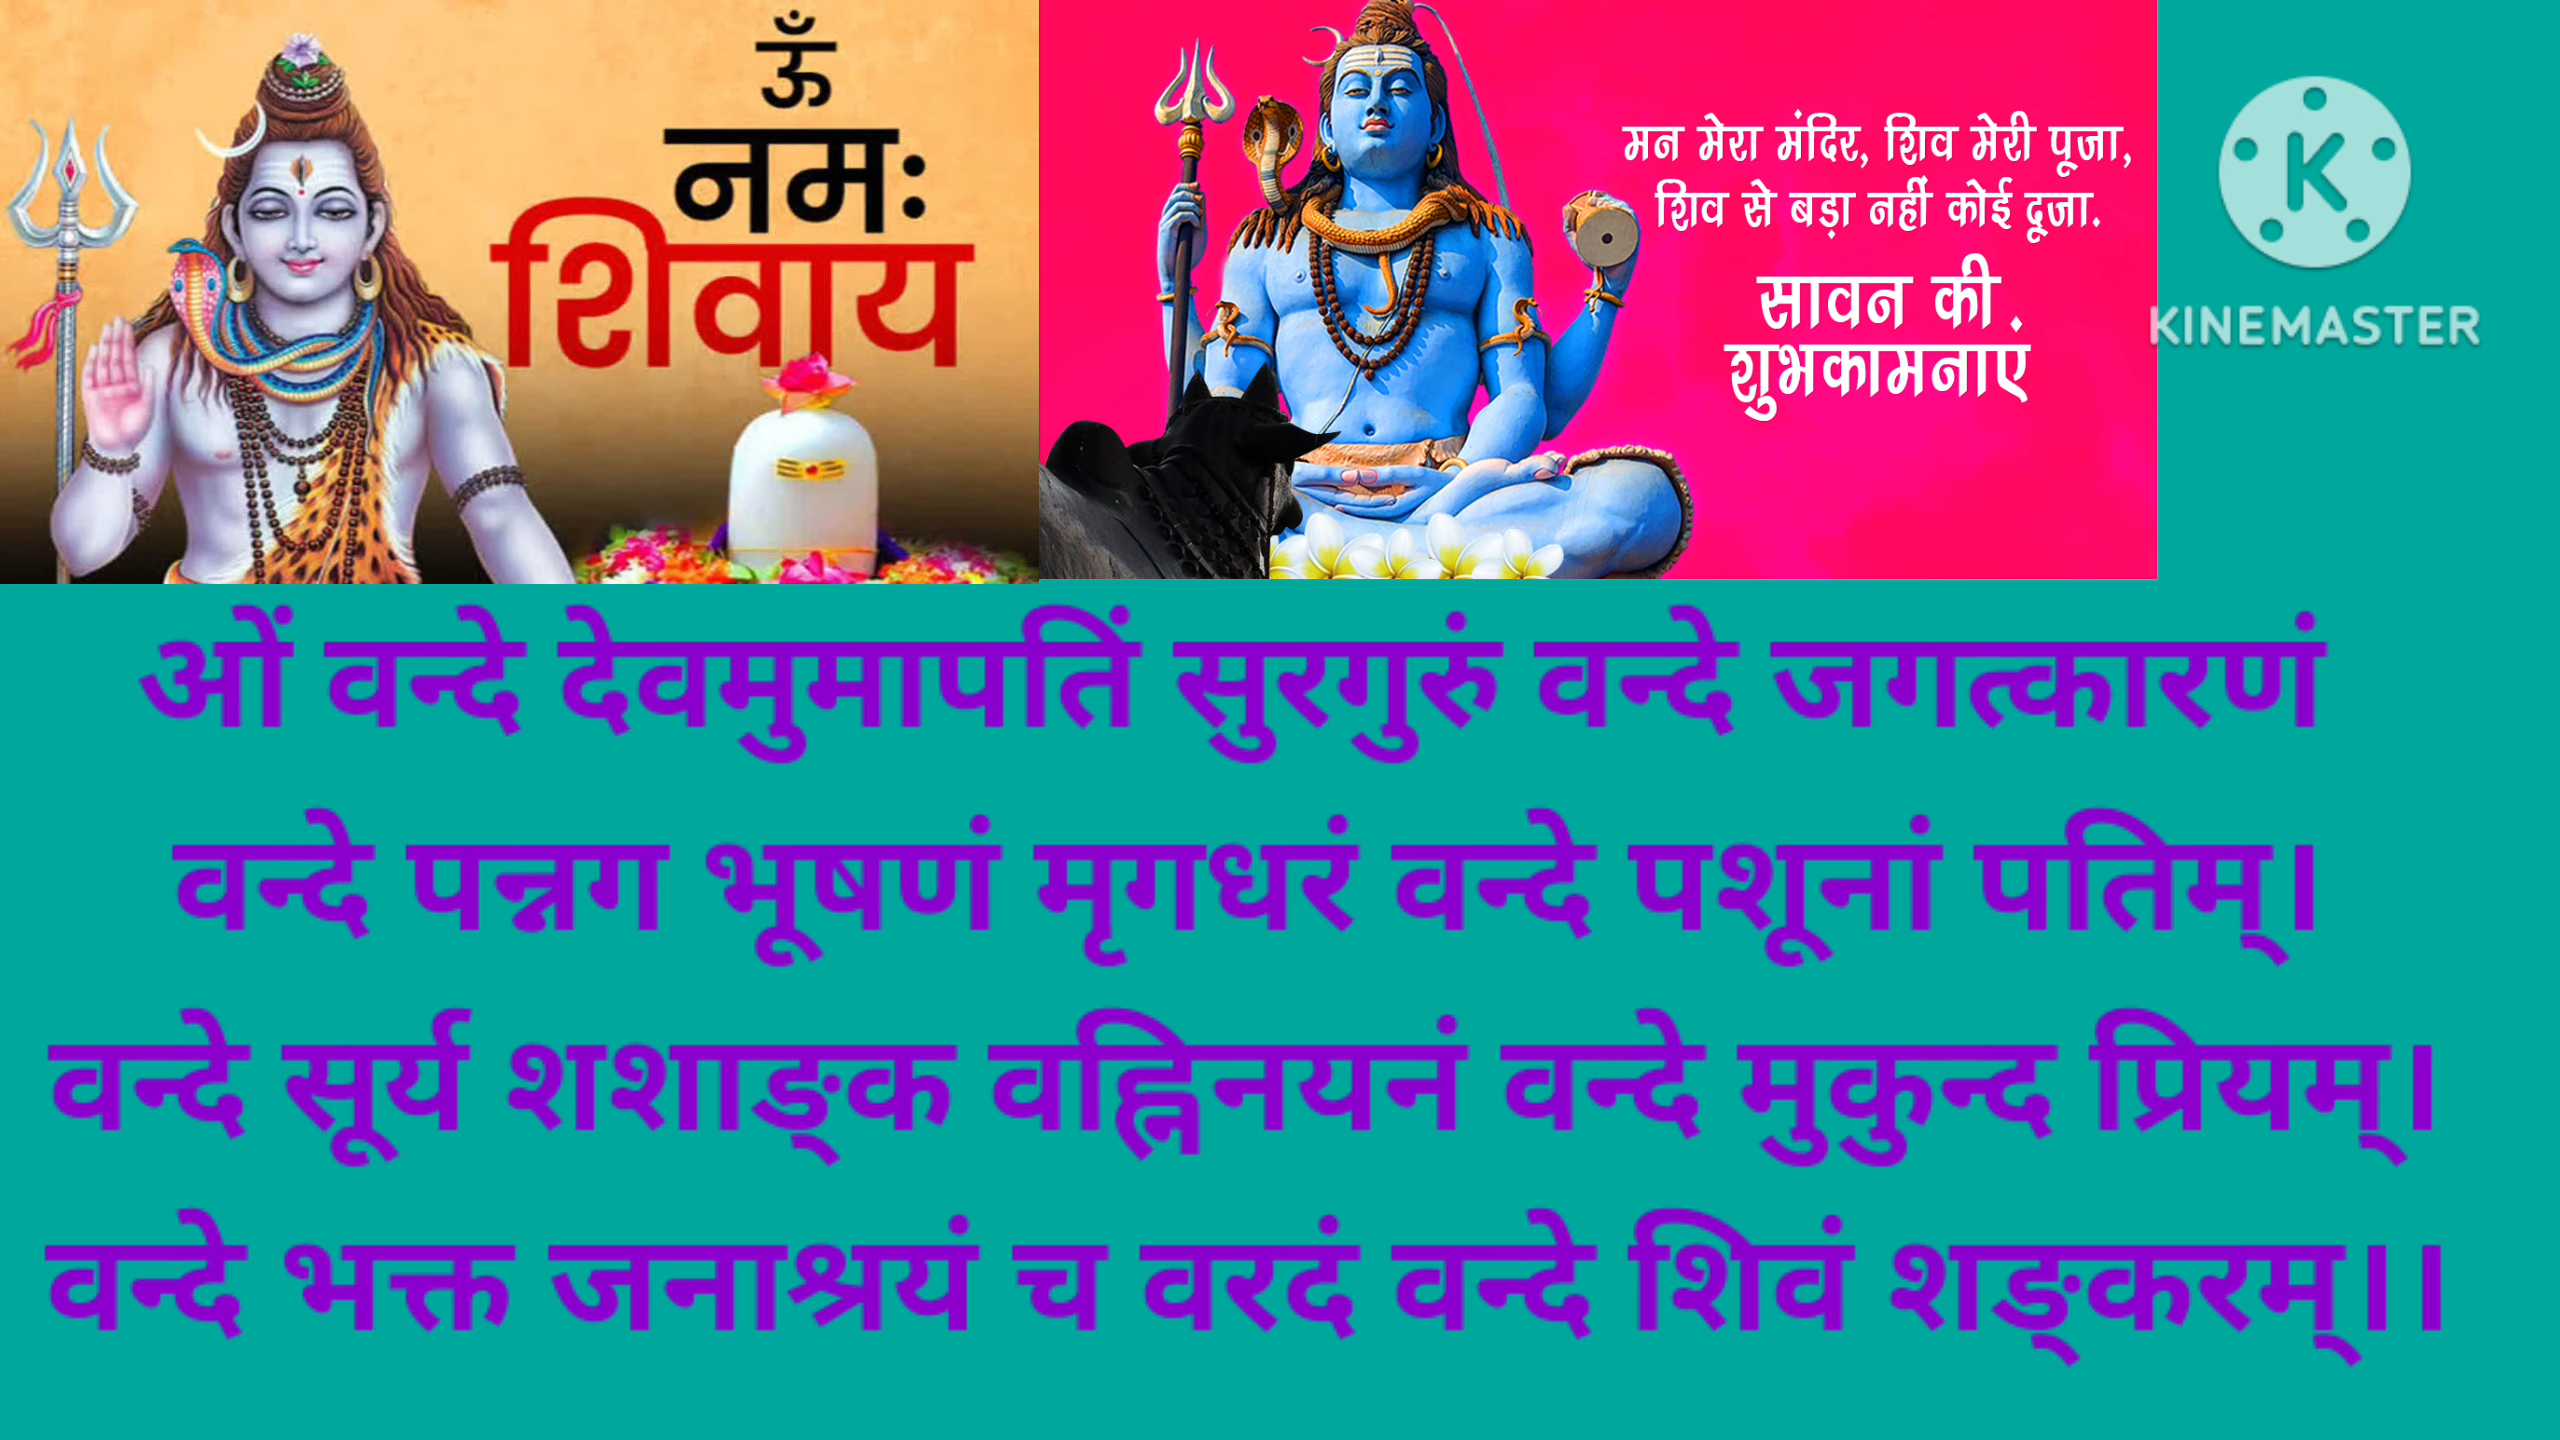 ॐ
नमः
शिवाय
मन मेरा मंदिर, शिव मेरी पूजा,
शिव से बड़ा नहीं कोई दूजा.
सावन की
शुभकामनाएं
KINEMASTER
ओं वन्दे देवमुमापतिं सुरगुरुं वन्दे जगत्कारणं
वन्दे पन्नग भूषणं मृगधरं वन्दे पशूनां पतिम्।
वन्दे सूर्य शशाङ्क वह्निनयनं वन्दे मुकुन्द प्रियम्।
वन्दे भक्त जनाश्रयं च वरदं वन्दे शिवं शङ्करम्।।